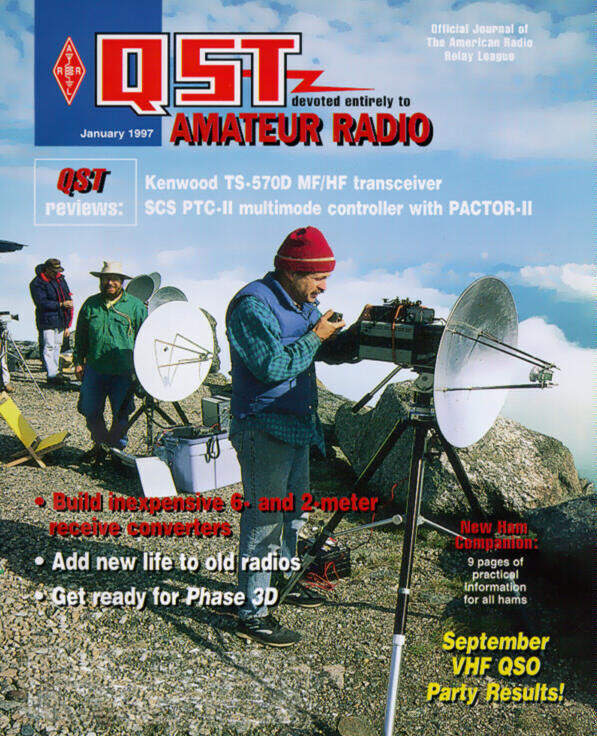 Official Journal of
The American Radio
Relay League
A
R R
L
QST
devoted entirely to
January 1997
AMATEUR RADIO
QST
reviews:
Kenwood TS-570D MF/HF transceiver
SCS PTC-II multimode controller with PACTOR-II
• Build inexpensive 6- and 2-meter
receive converters
• Add new life to old radios
• Get ready for Phase 3D
New Ham
Companion:
9 pages of
practical
information
for all hams
September
VHF QSO
Party Results!